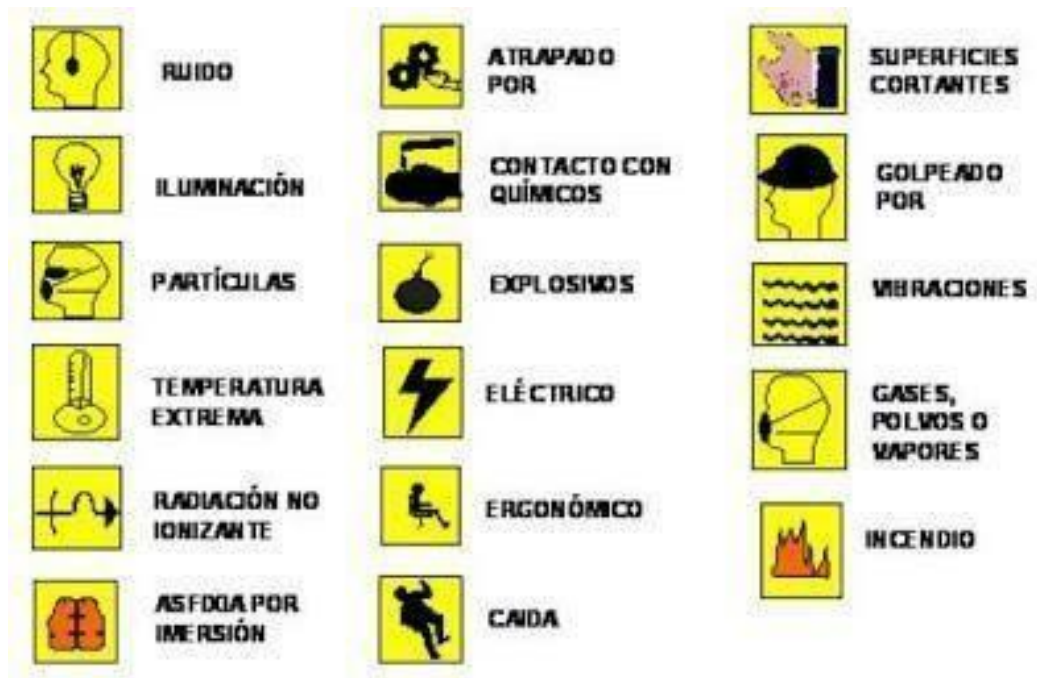 RUIDO
ILUMINACIÓN
PARTÍCULAS
TEMPERATURA
EXTREMA
RADIACIÓN NO
IONIZANTE
ASFIXIA POR
IMERSIÓN
ATRAPADO
POR
CONTACTO CON
QUÍMICOS
EXPLOSIVOS
ELÉCTRICO
ERGONÓMICO
CAIDA
SUPERFICIES
CORTANTES
GOLPEADO
POR
VIBRACIONES
GASES,
POLVOS O
VAPORES
INCENDIO